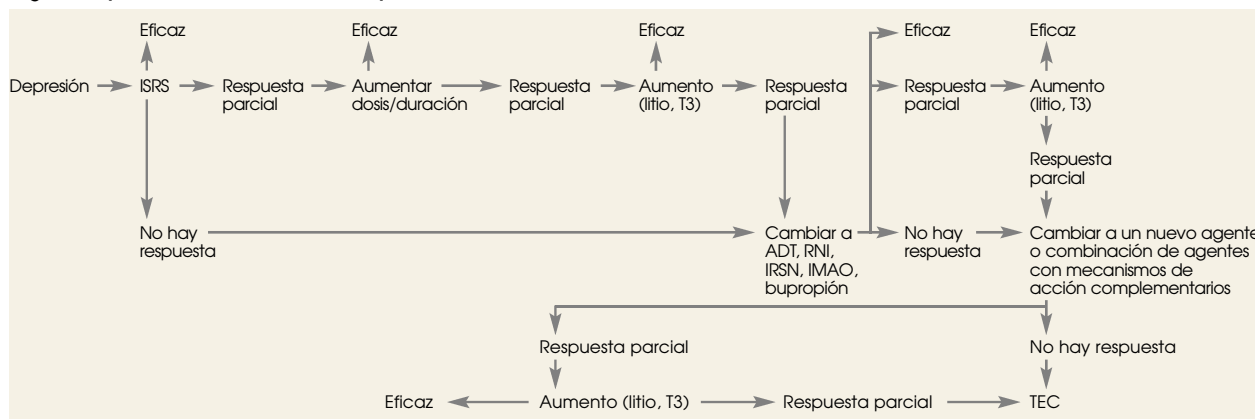 Eficaz
Eficaz
Eficaz
Eficaz
Eficaz
Depresión
ISRS
Respuesta
parcial
Aumentar
dosis/duración
Respuesta
parcial
Aumento
(litio, T3)
Respuesta
parcial
Respuesta
parcial
Aumento
(litio, T3)
Respuesta
parcial
No hay
respuesta
Cambiar a
ADT, RNI,
IRSN, IMAO,
bupropión
No hay
respuesta
Cambiar a un nuevo agente
o combinación de agentes
con mecanismos de
acción complementarios
Respuesta parcial
No hay respuesta
Eficaz
Aumento (litio, T3)
Respuesta parcial
TEC